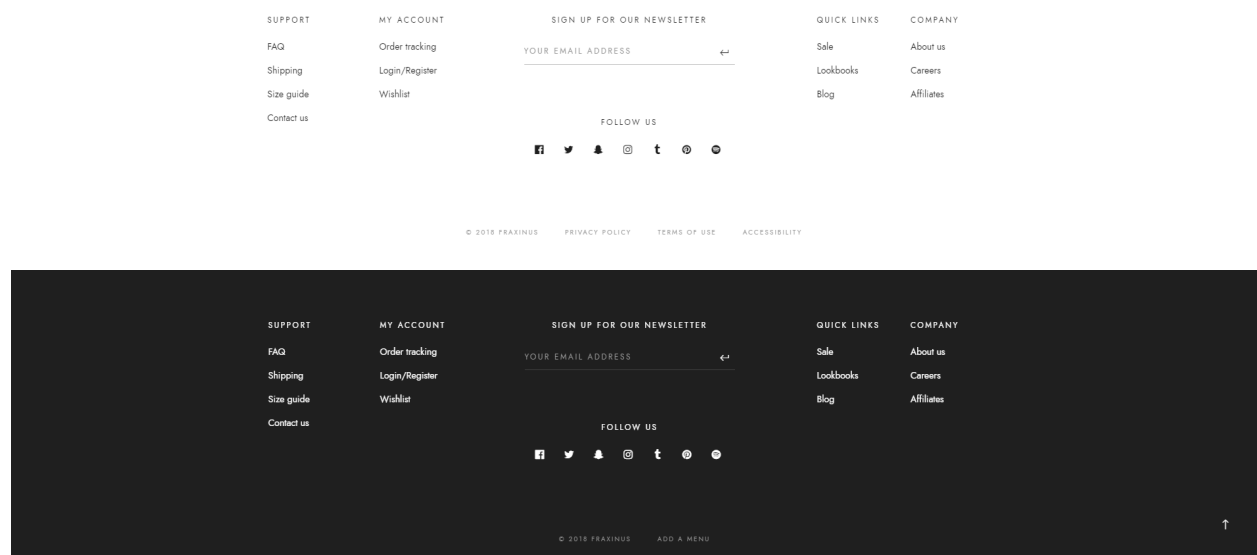 SUPPORT MY ACCOUNT SIGN UP FOR OUR NEWSLETTER QUICK LINKS COMPANY
FAQ Order tracking YOUR EMAIL ADDRESS Sale About us
Shipping Login/Register Lookbooks Careers
Size guide Wishlist Blog Affiliates
Contact us
FOLLOW US
© 2018 FRAXINUS PRIVACY POLICY TERMS OF USE ACCESSIBILITY
SUPPORT MY ACCOUNT SIGN UP FOR OUR NEWSLETTER QUICK LINKS COMPANY
FAQ Order tracking YOUR EMAIL ADDRESS Sale About us
Shipping Login/Register Lookbooks Careers
Size guide Wishlist Blog Affiliates
Contact us
FOLLOW US
© 2018 FRAXINUS ADD A MENU